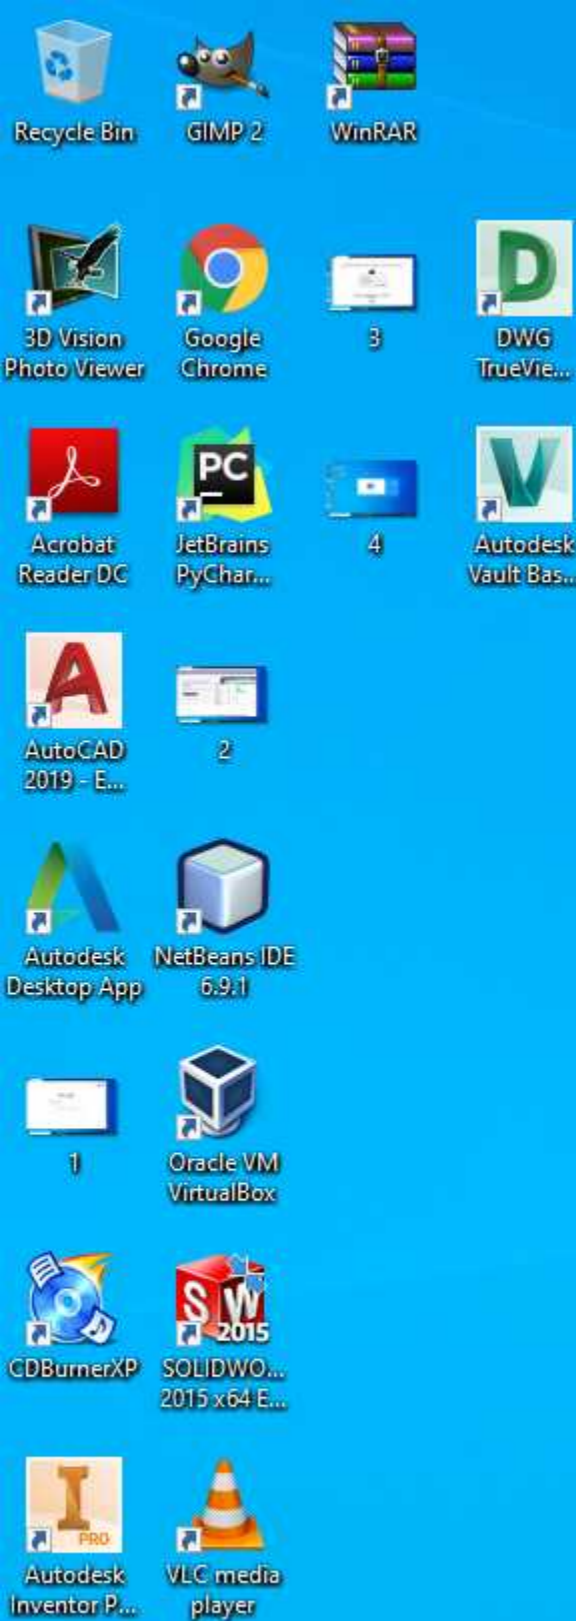 Recycle Bin
GIMP 2
WinRAR
3D Vision
Photo Viewer
Google
Chrome
3
D
DWG
TrueVie...
Acrobat
Reader DC
PC
JetBrains
PyChar...
4
V
Autodesk
Vault Bas...
A
AutoCAD
2019 - E...
2
Autodesk
Desktop App
NetBeans IDE
6.9.1
1
Oracle VM
VirtualBox
CDBurnerXP
SW
2015
SOLIDWO...
2015 x64 E...
I
PRO
Autodesk
Inventor P...
VLC media
player